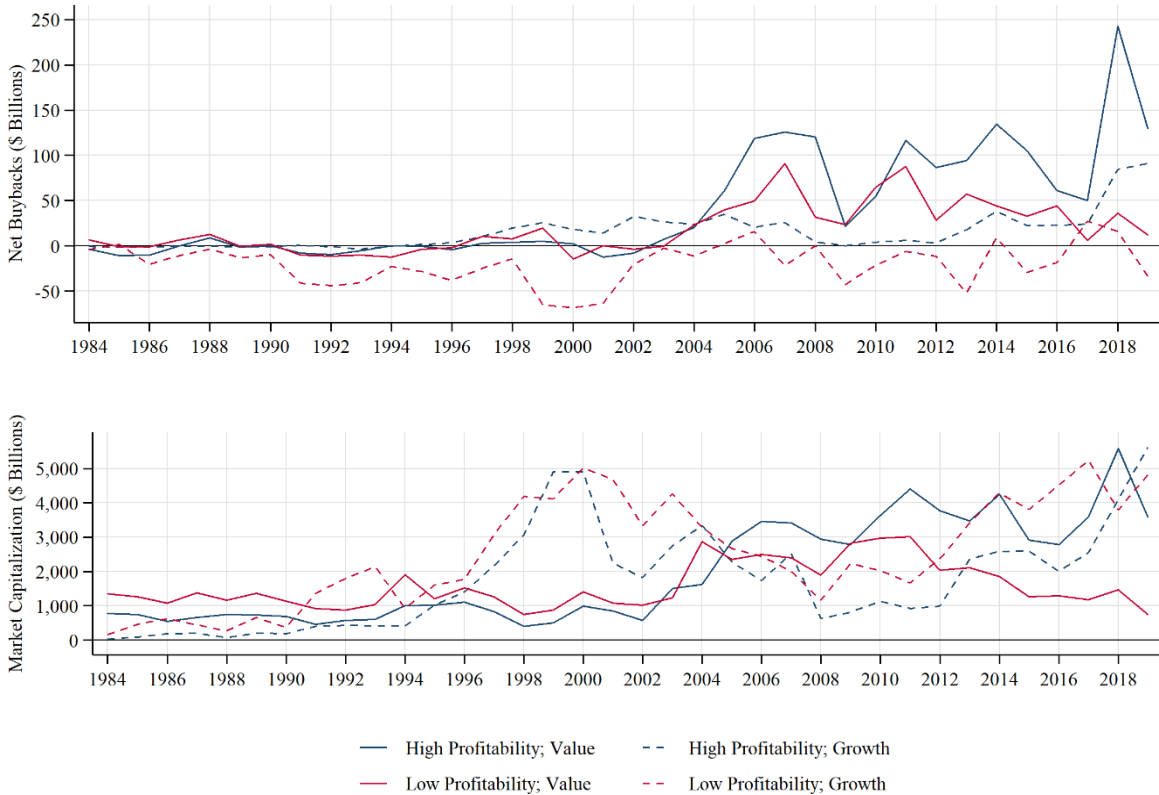 Net Buybacks ($ Billions)
250
200
150
100
50
0
-50
1984 1986 1988 1990 1992 1994 1996 1998 2000 2002 2004 2006 2008 2010 2012 2014 2016 2018
Market Capitalization ($ Billions)
5,000
4,000
3,000
2,000
1,000
0
1984 1986 1988 1990 1992 1994 1996 1998 2000 2002 2004 2006 2008 2010 2012 2014 2016 2018
High Profitability; Value High Profitability; Growth
Low Profitability; Value Low Profitability; Growth